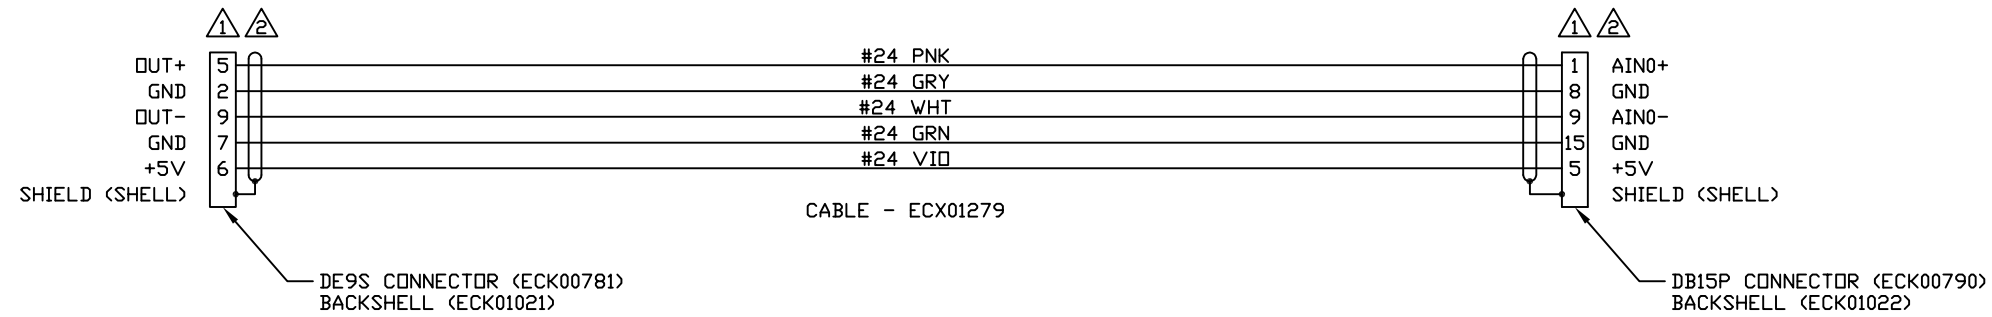 1 2 1 2
OUT+ 5 #24 PNK 1 AIN0+
GND 2 #24 GRY 8 GND
OUT- 9 #24 WHT 9 AIN0-
GND 7 #24 GRN 15 GND
+5V 6 #24 VIO 5 +5V
SHIELD (SHELL) SHIELD (SHELL)
CABLE - ECX01279
DE9S CONNECTOR (ECK00781)
BACKSHELL (ECK01021)
DB15P CONNECTOR (ECK00790)
BACKSHELL (ECK01022)